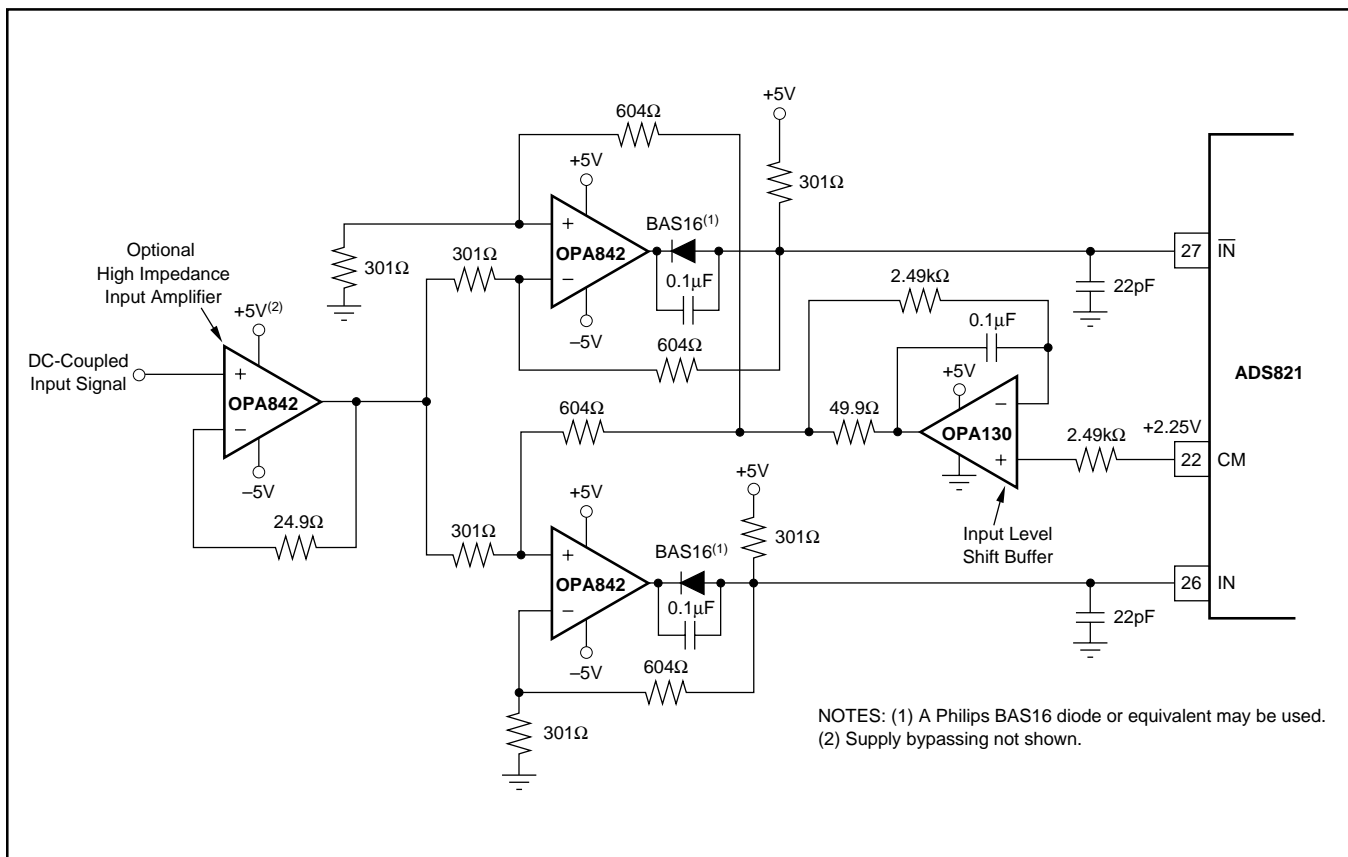 +5V
604Ω
+5V
301Ω
+
OPA842
–
–5V
BAS16(1)
0.1µF
301Ω
301Ω
604Ω
27
IN
22pF
Optional
High Impedance
Input Amplifier
+5V(2)
DC-Coupled
Input Signal
+
OPA842
–
–5V
24.9Ω
2.49kΩ
0.1µF
+5V
–
OPA130
+
49.9Ω
2.49kΩ
+2.25V
22
CM
ADS821
Input Level
Shift Buffer
604Ω
301Ω
+5V
+
OPA842
–
–5V
BAS16(1)
0.1µF
+5V
301Ω
604Ω
301Ω
26
IN
22pF
NOTES: (1) A Philips BAS16 diode or equivalent may be used.
(2) Supply bypassing not shown.